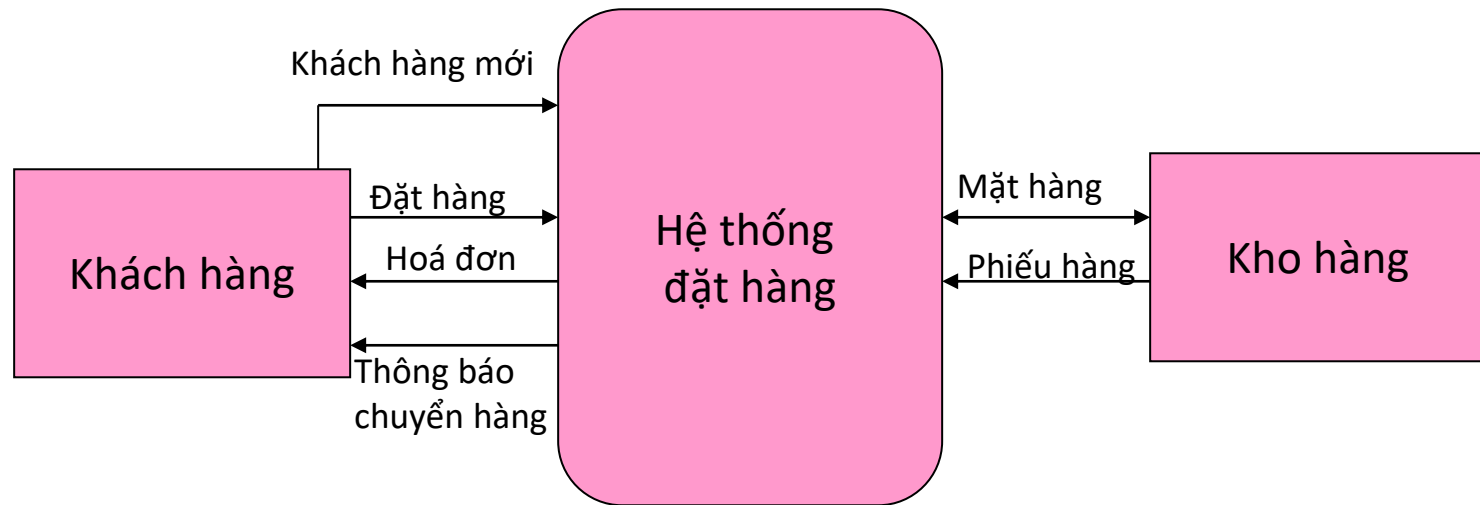 Khách hàng mới
Đặt hàng
Hoá đơn
Thông báo
chuyển hàng
Khách hàng
Hệ thống
đặt hàng
Mặt hàng
Phiếu hàng
Kho hàng